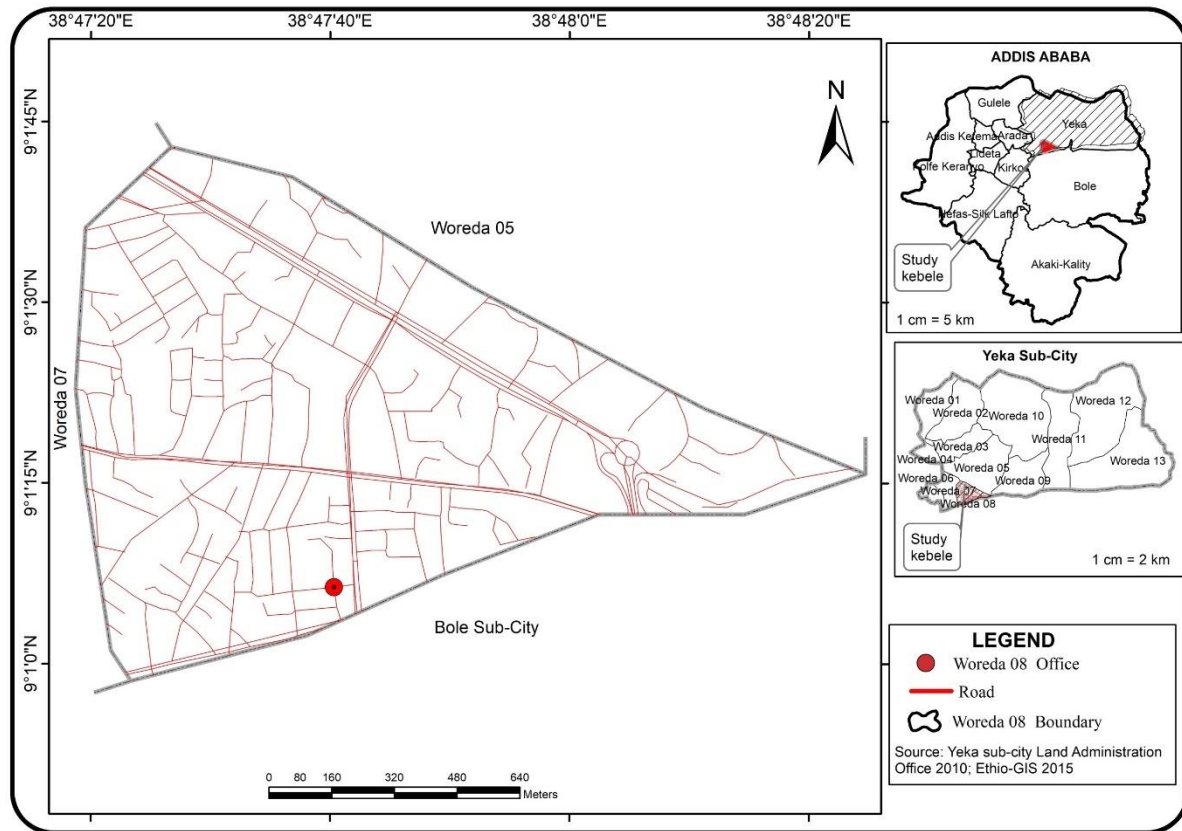 38°47'20"E 38°47'40"E 38°48'0"E 38°48'20"E
9°1'45"N
9°1'30"N
9°1'15"N
9°1'0"N
N
Woreda 05
Woreda 07
Bole Sub-City
0 80 160 320 480 640
Meters
ADDIS ABABA
Gulele
Yeka
Addis Ketema
Arada
Lideta
Kolfe Keranyo
Kirkos
Bole
Nefas-Silk Lafto
Akaki-Kality
Study
kebele
1 cm = 5 km
Yeka Sub-City
Woreda 01
Woreda 12
Woreda 02
Woreda 10
Woreda 11
Woreda 03
Woreda 04
Woreda 05
Woreda 13
Woreda 06
Woreda 09
Woreda 07
Woreda 08
Study
kebele
1 cm = 2 km
LEGEND
Woreda 08 Office
Road
Woreda 08 Boundary
Source: Yeka sub-city Land Administration
Office 2010; Ethio-GIS 2015